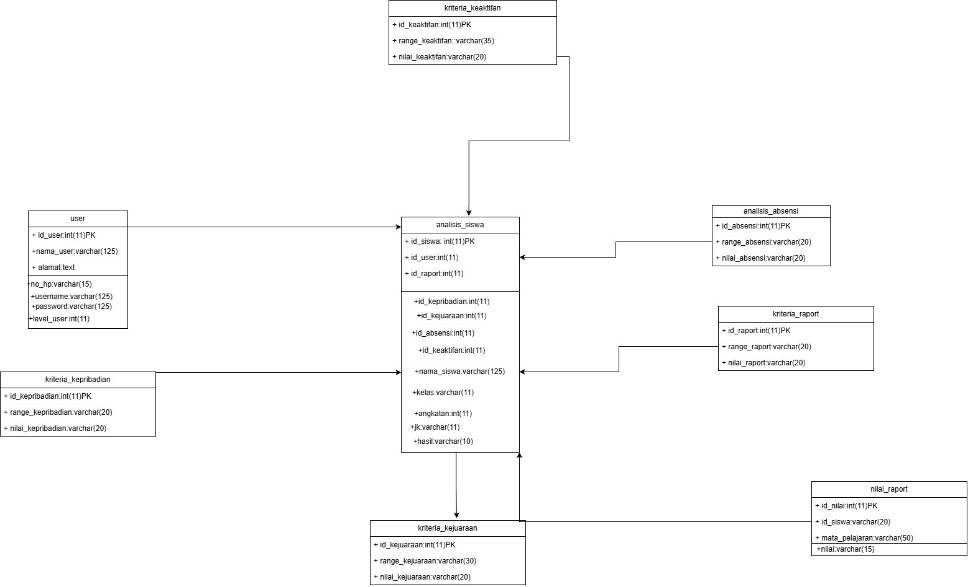 kriteria_keaktifan
+ id_keaktifan:int(11)PK
+ range_keaktifan::varchar(35)
+ nilai_keaktifan:varchar(20)
user
+ id_user:int(11)PK
+nama_user:varchar(125)
+ alamat:text
+no_hp:varchar(15)
+username:varchar(125)
+password:varchar(125)
+level_user:int(11)
analisis_siswa
+ id_siswa: int(11)PK
+ id_user:int(11)
+ id_raport:int(11)
+id_kepribadian:int(11)
+id_kejuaraan:int(11)
+id_absensi:int(11)
+id_keaktifan:int(11)
+nama_siswa:varchar(125)
+kelas:varchar(11)
+angkatan:int(11)
+jk:varchar(11)
+hasil:varchar(10)
analisis_absensi
+ id_absensi:int(11)PK
+ range_absensi:varchar(20)
+ nilai_absensi:varchar(20)
kriteria_raport
+ id_raport:int(11)PK
+ range_raport:varchar(20)
+ nilai_raport:varchar(20)
kriteria_kepribadian
+ id_kepribadian:int(11)PK
+ range_kepribadian:varchar(20)
+ nilai_kepribadian:varchar(20)
nilai_raport
+ id_nilai:int(11)PK
+ id_siswa:varchar(20)
+ mata_pelajaran:varchar(50)
+nilai:varchar(15)
kriteria_kejuaraan
+ id_kejuaraan:int(11)PK
+ range_kejuaraan:varchar(30)
+ nilai_kejuaraan:varchar(20)